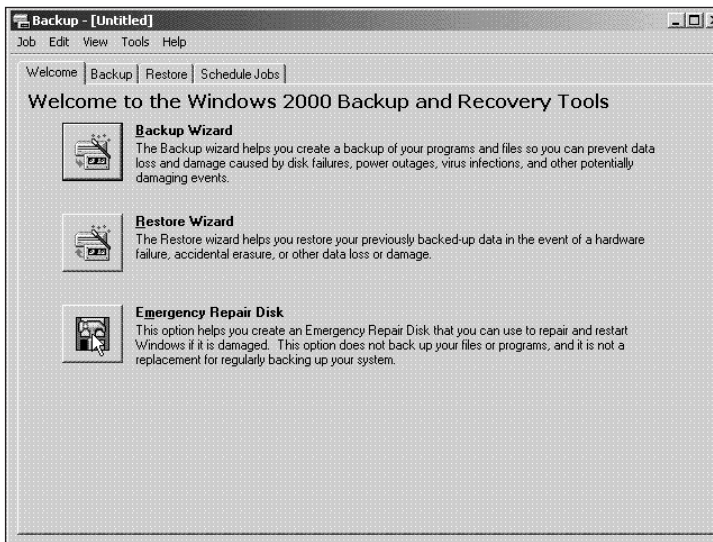 Backup - [Untitled]
Job Edit View Tools Help
Welcome Backup Restore Schedule Jobs
Welcome to the Windows 2000 Backup and Recovery Tools
Backup Wizard
The Backup wizard helps you create a backup of your programs and files so you can prevent data
loss and damage caused by disk failures, power outages, virus infections, and other potentially
damaging events.
Restore Wizard
The Restore wizard helps you restore your previously backed-up data in the event of a hardware
failure, accidental erasure, or other data loss or damage.
Emergency Repair Disk
This option helps you create an Emergency Repair Disk that you can use to repair and restart
Windows if it is damaged. This option does not back up your files or programs, and it is not a
replacement for regularly backing up your system.